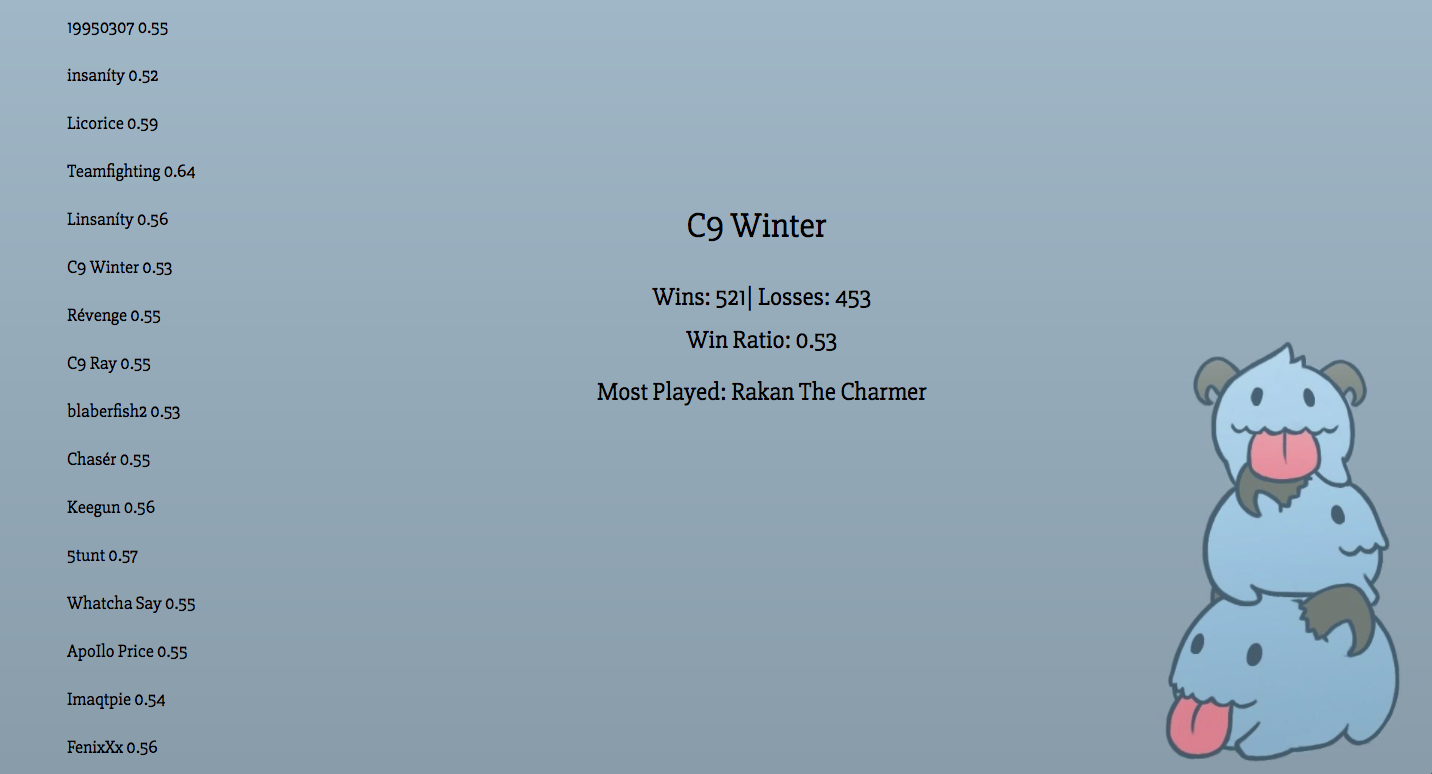 19950307 0.55
insaníty 0.52
Licorice 0.59
Teamfighting 0.64
Linsaníty 0.56
C9 Winter 0.53
Révenge 0.55
C9 Ray 0.55
blaberfish2 0.53
Chasér 0.55
Keegun 0.56
5tunt 0.57
Whatcha Say 0.55
ApoIlo Price 0.55
Imaqtpie 0.54
FenixXx 0.56
C9 Winter
Wins: 521| Losses: 453
Win Ratio: 0.53
Most Played: Rakan The Charmer